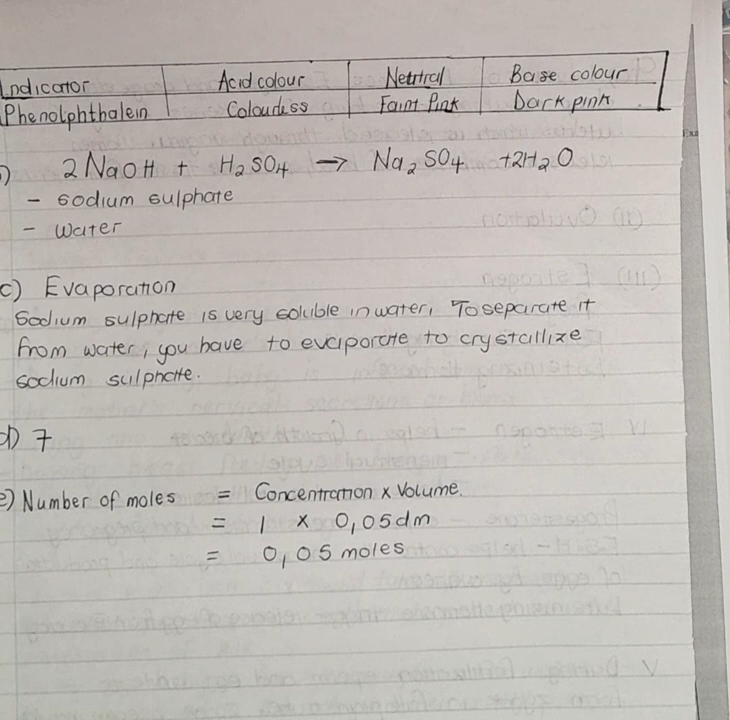 Indicator Acid colour Neutral Base colour
Phenolphthalein Colourless Faint Pink Dark pink
) 2 NaOH + H₂SO₄ → Na₂SO₄ +2H₂O
- sodium sulphate
- water
c) Evaporation
Sodium sulphate is very soluble in water, To separate it
from water, you have to evaporate to crystallize
sodium sulphate.
d) 7
e) Number of moles = Concentration x Volume.
= 1 x 0,05dm
= 0,05 moles